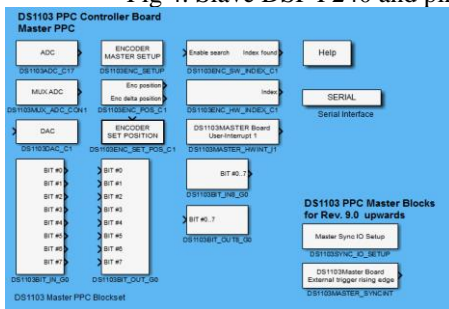 Fig 4. Slave DSP F240 and pin
DS1103 PPC Controller Board
Master PPC
ADC
DS1103ADC_C17
ENCODER
MASTER SETUP
DS1103ENC_SETUP
Enable search
Index found
DS1103ENC_SW_INDEX_C1
Help
MUX ADC
DS1103MUX_ADC_CON1
Enc position
Enc delta position
DS1103ENC_POS_C1
Index
DS1103ENC_HW_INDEX_C1
SERIAL
Serial Interface
DAC
DS1103DAC_C1
ENCODER
SET POSITION
DS1103ENC_SET_POS_C1
DS1103MASTER Board
User-Interrupt 1
DS1103MASTER_HWINT_I1
BIT #0
BIT #1
BIT #2
BIT #3
BIT #4
BIT #5
BIT #6
BIT #7
DS1103BIT_IN_G0
BIT #0
BIT #1
BIT #2
BIT #3
BIT #4
BIT #5
BIT #6
BIT #7
DS1103BIT_OUT_G0
BIT #0..7
DS1103BIT_IN8_G0
BIT #0..7
DS1103BIT_OUT8_G0
DS1103 PPC Master Blocks
for Rev. 9.0 upwards
Master Sync IO Setup
DS1103SYNC_IO_SETUP
DS1103Master Board
External trigger rising edge
DS1103MASTER_SYNCINT
DS1103 Master PPC Blockset